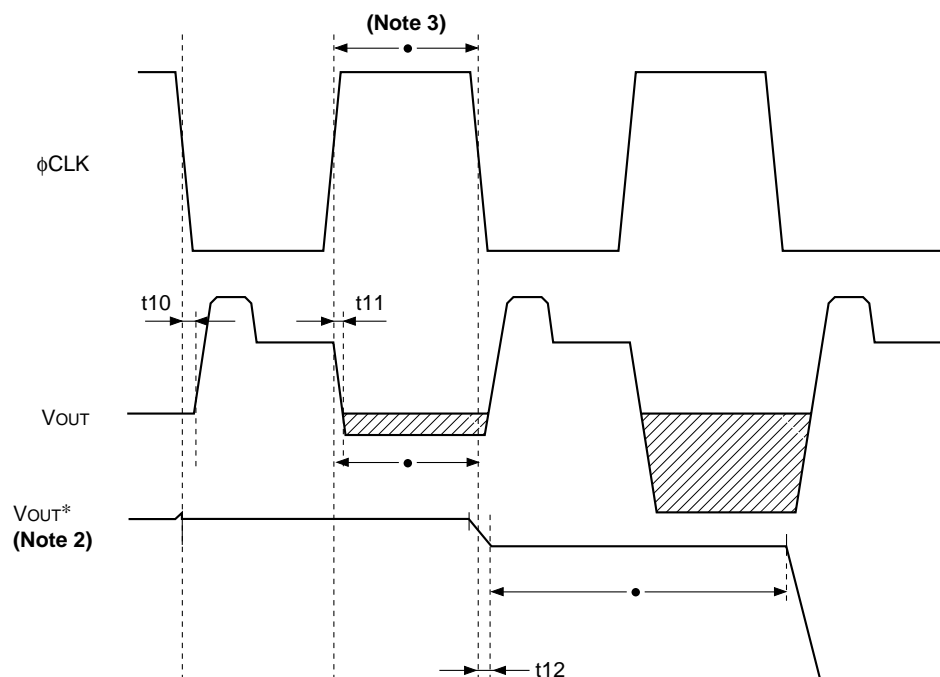 (Note 3)
ϕCLK
t10
t11
VOUT
VOUT*
(Note 2)
t12